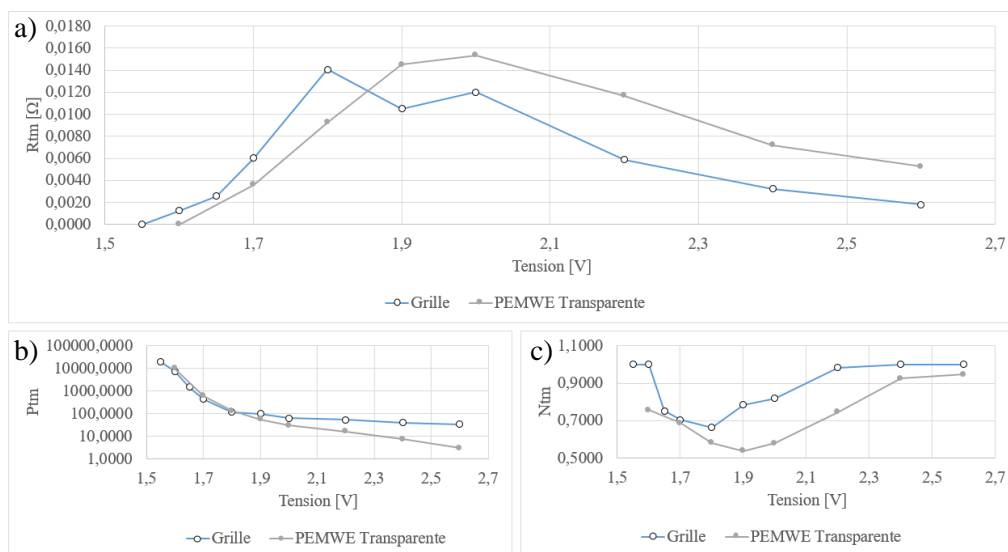 a)
0,0180
0,0160
0,0140
0,0120
0,0100
0,0080
0,0060
0,0040
0,0020
0,0000
Rtm [Ω]
1,5 1,7 1,9 2,1 2,3 2,5 2,7
Tension [V]
Grille PEMWE Transparente
b)
100000,0000
10000,0000
1000,0000
100,0000
10,0000
1,0000
Ptm
1,5 1,7 1,9 2,1 2,3 2,5 2,7
Tension [V]
Grille PEMWE Transparente
c)
1,1000
0,9000
0,7000
0,5000
Ntm
1,5 1,7 1,9 2,1 2,3 2,5 2,7
Tension [V]
Grille PEMWE Transparente